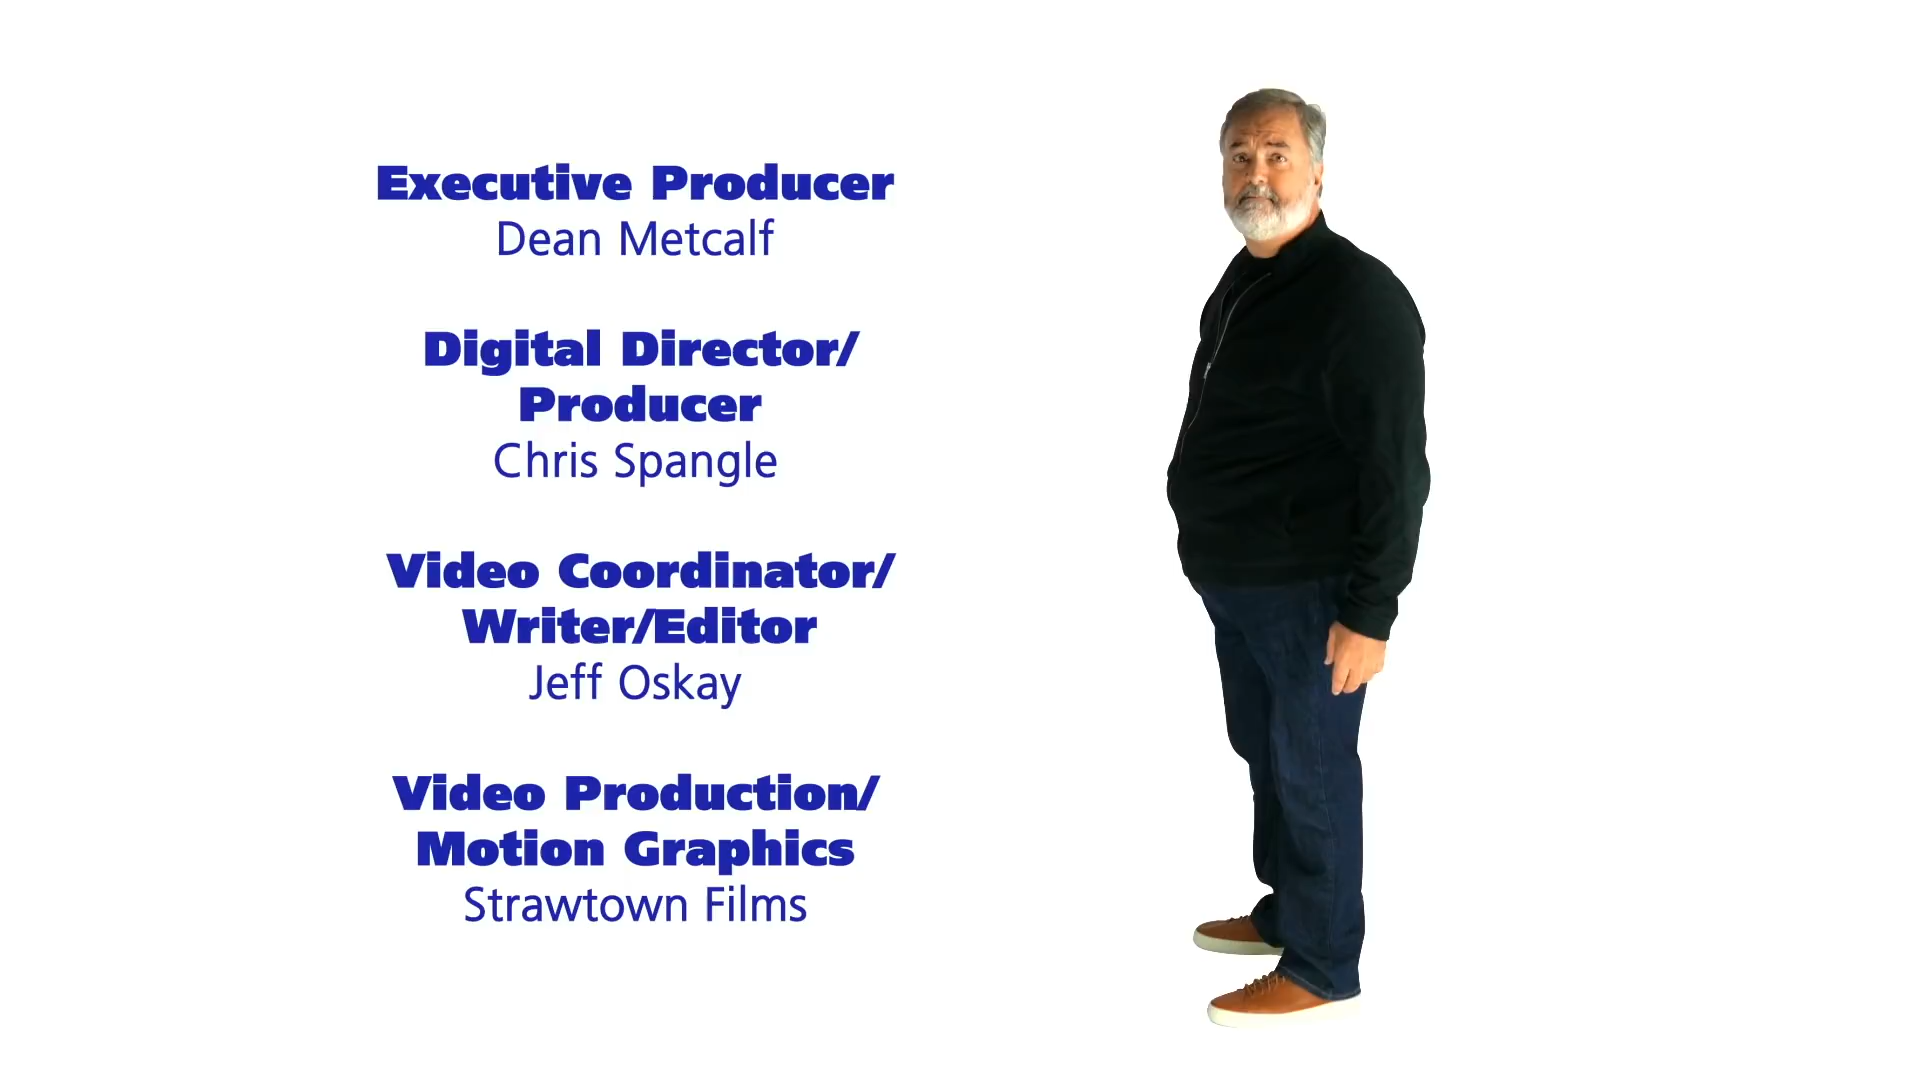 Executive Producer
Dean Metcalf
Digital Director/
Producer
Chris Spangle
Video Coordinator/
Writer/Editor
Jeff Oskay
Video Production/
Motion Graphics
Strawtown Films